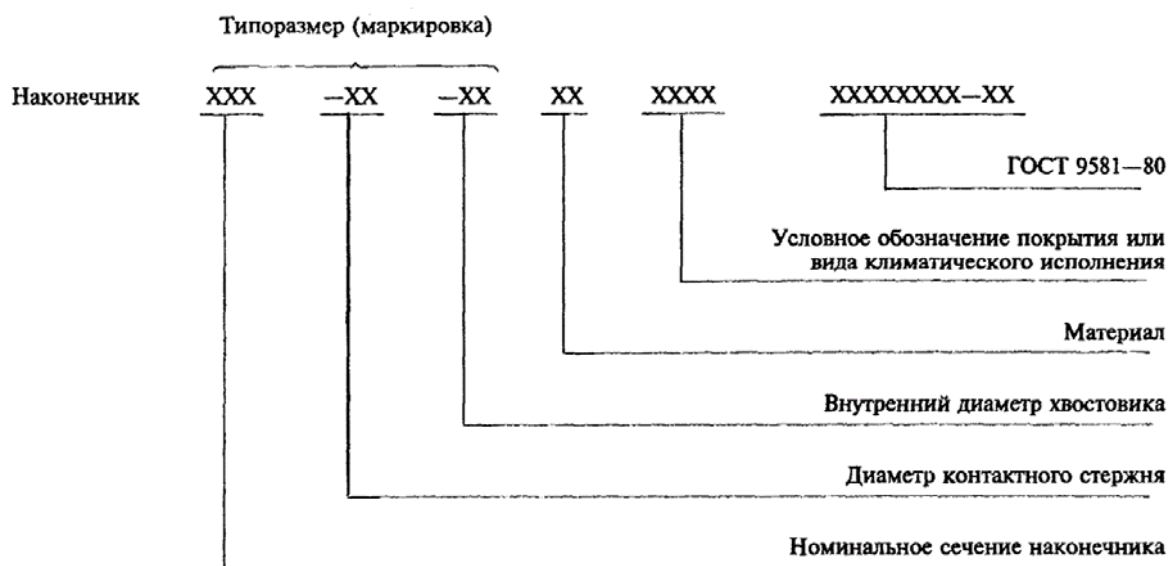 Типоразмер (маркировка)
Наконечник XXX —XX —XX XX XXXX XXXXXXXX—XX
ГОСТ 9581—80
Условное обозначение покрытия или
вида климатического исполнения
Материал
Внутренний диаметр хвостовика
Диаметр контактного стержня
Номинальное сечение наконечника